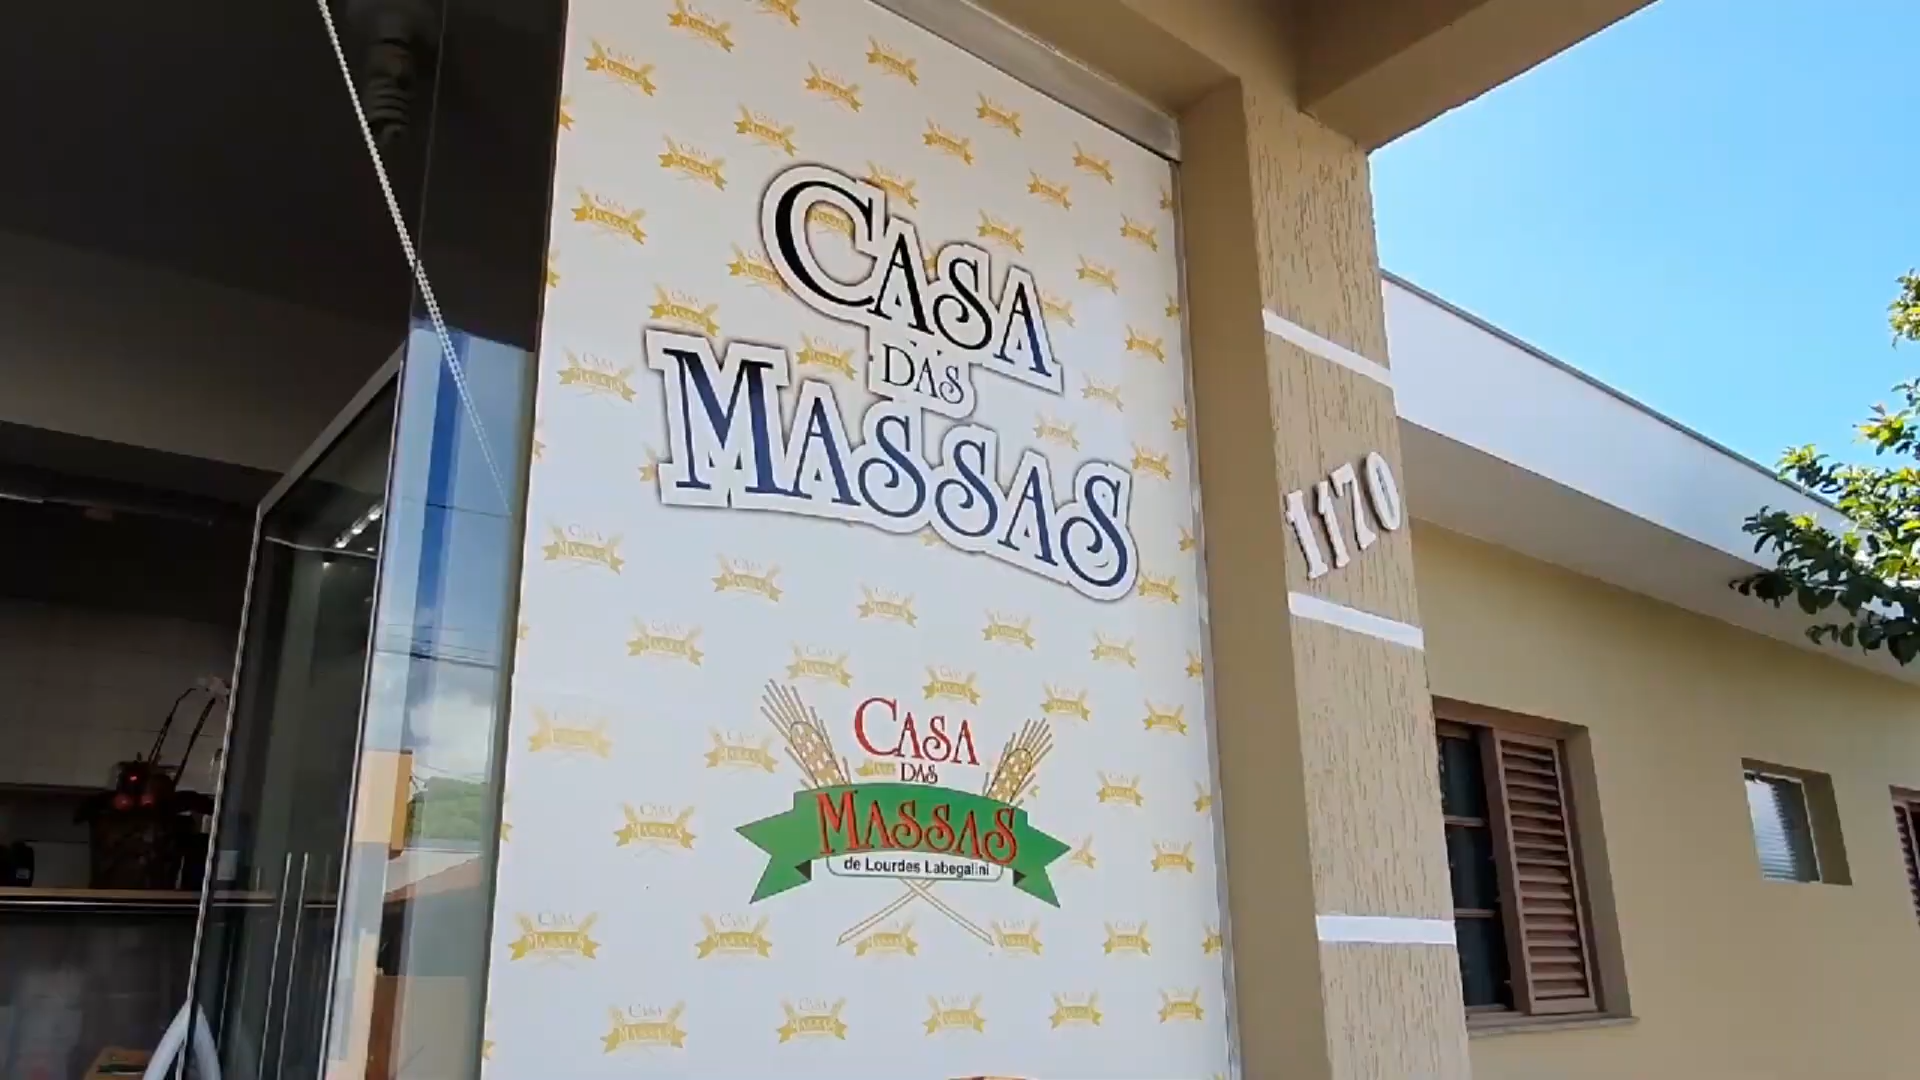 CASA
DAS
MASSAS
1170
CASA
DAS
MASSAS
de Lourdes Labegalini